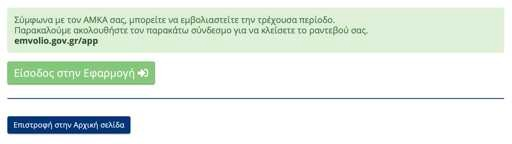 Σύμφωνα με τον ΑΜΚΑ σας, μπορείτε να εμβολιαστείτε την τρέχουσα περίοδο.
Παρακαλούμε ακολουθήστε τον παρακάτω σύνδεσμο για να κλείσετε το ραντεβού σας,
emvolio.gov.gr/app
Είσοδος στην Εφαρμογή
Επιστροφή στην Αρχική σελίδα